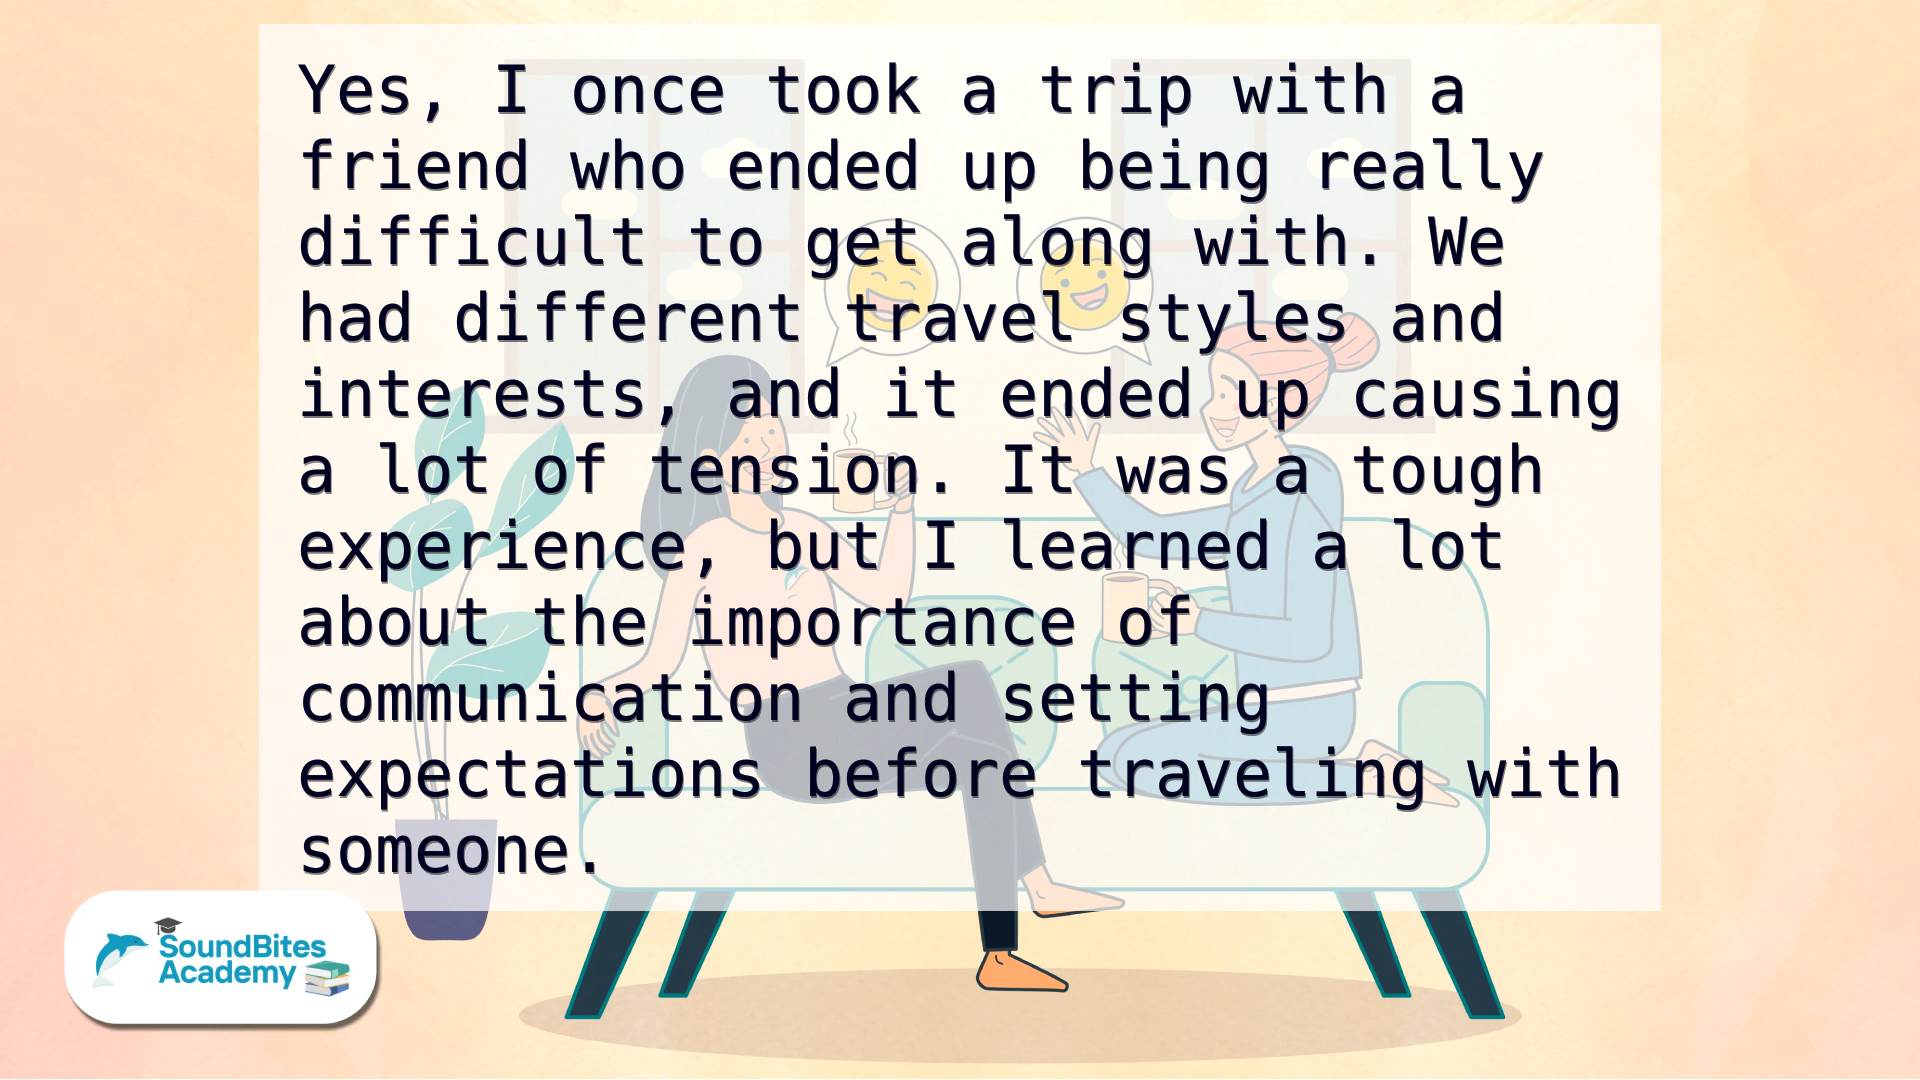 Yes, I once took a trip with a
friend who ended up being really
difficult to get along with. We
had different travel styles and
interests, and it ended up causing
a lot of tension. It was a tough
experience, but I learned a lot
about the importance of
communication and setting
expectations before traveling with
someone.
SoundBites
Academy